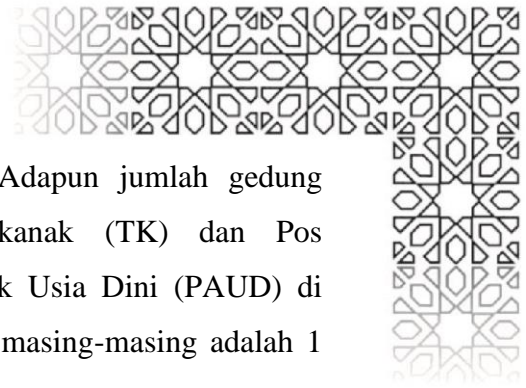 Adapun jumlah gedung
kanak (TK) dan Pos
Usia Dini (PAUD) di
masing-masing adalah 1